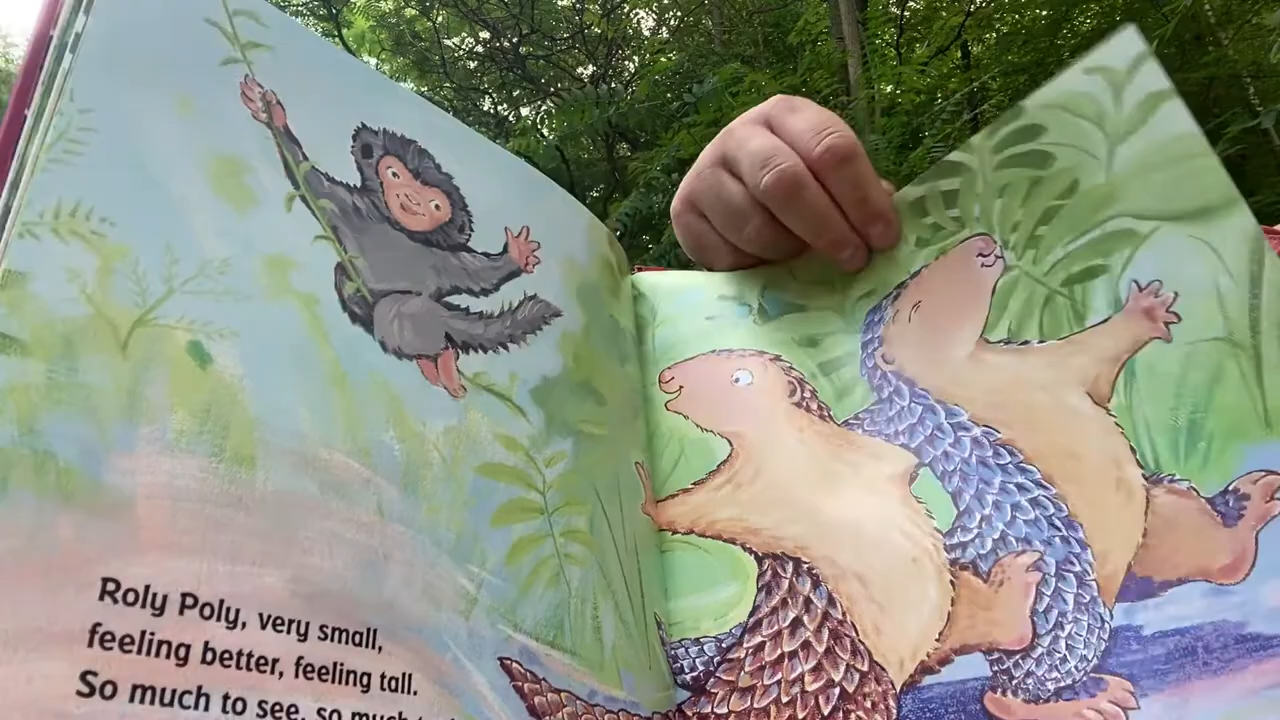 Roly Poly, very small,
feeling better, feeling tall.
So much to see, so much